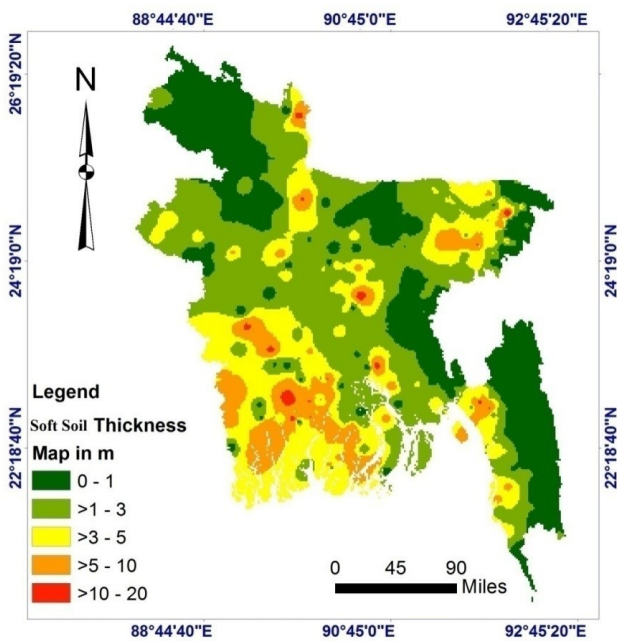 88°44'40"E 90°45'0"E 92°45'20"E
26°19'20"N
24°19'0"N
22°18'40"N
N
26°19'20"N
24°19'0"N
22°18'40"N
Legend
Soft Soil Thickness
Map in m
0 - 1
>1 - 3
>3 - 5
>5 - 10
>10 - 20
0 45 90
Miles
88°44'40"E 90°45'0"E 92°45'20"E